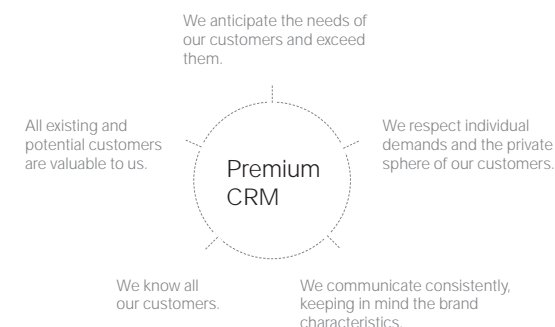 We anticipate the needs of
our customers and exceed
them.
All existing and
potential customers
are valuable to us.
We respect individual
demands and the private
sphere of our customers.
Premium
CRM
We know all
our customers.
We communicate consistently,
keeping in mind the brand
characteristics.